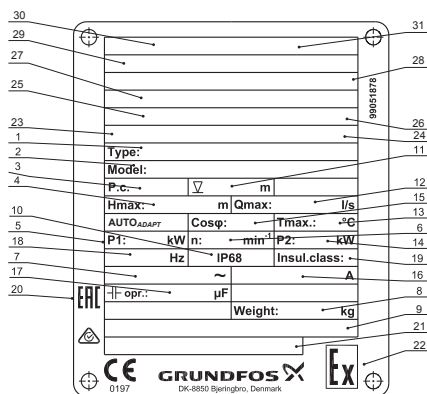 30
31
29
27
28
25
99051878
26
23
24
1
Type:
2
Model:
3
P.c.
m
11
4
Hmax: m
Qmax: l/s
12
15
10
AUTOADAPT
Cosφ:
Tmax.: °C
13
5
P1: kW
n: min-1
P2: kW
6
14
18
Hz
IP68
Insul.class:
19
7
~
A
16
17
opr.: µF
8
20
EAC
Weight: kg
9
21
CE
0197
GRUNDFOS
DK-8850 Bjeringbro, Denmark
Ex
22